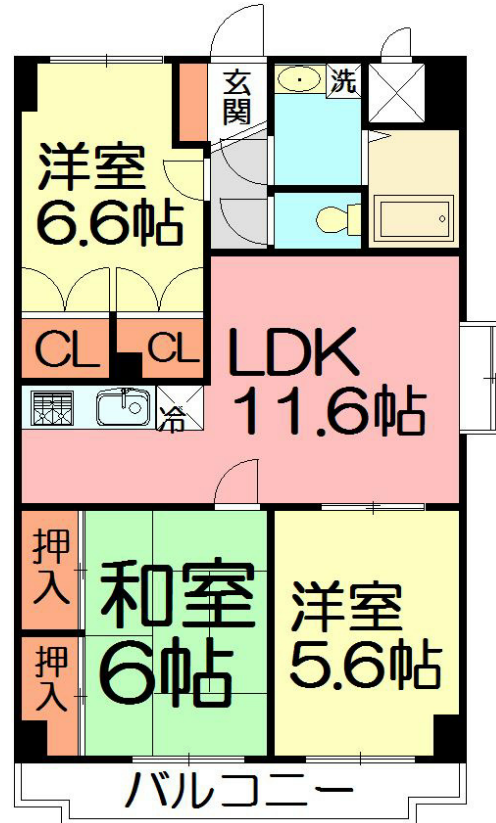 玄
関
洗
洋室
6.6帖
CL
CL
LDK
11.6帖
冷
押
入
和室
6帖
洋室
5.6帖
押
入
バルコニー